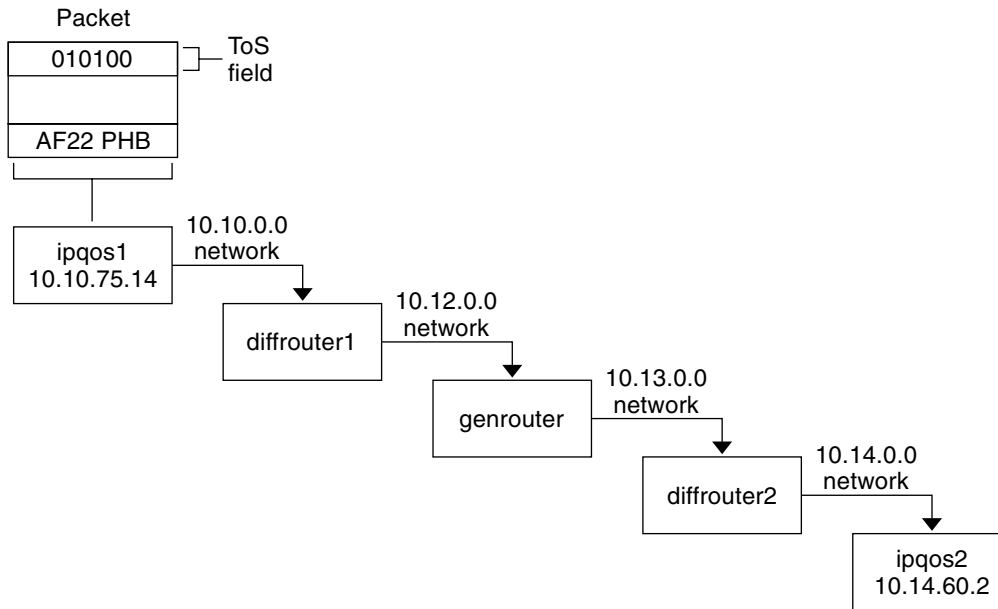 Packet
010100
ToS
field
AF22 PHB
ipqos1
10.10.75.14
10.10.0.0
network
diffrouter1
10.12.0.0
network
genrouter
10.13.0.0
network
diffrouter2
10.14.0.0
network
ipqos2
10.14.60.2